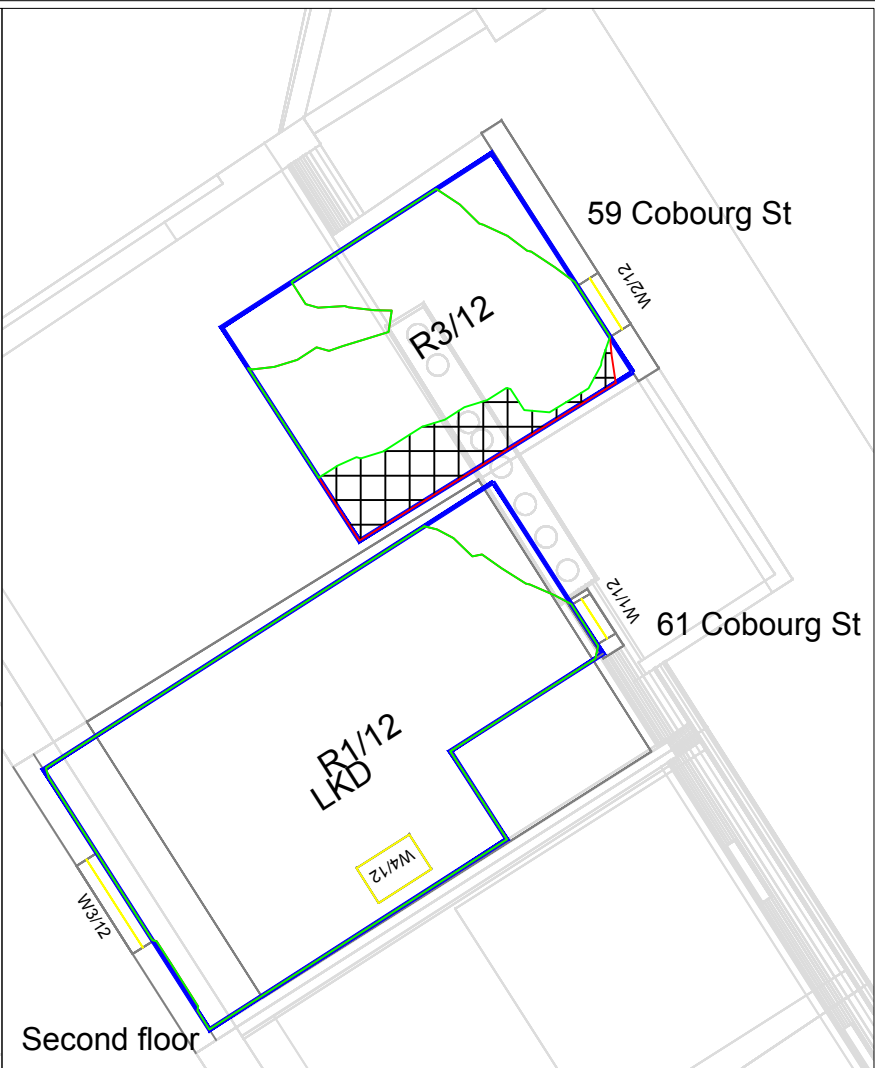 59 Cobourg St
W2/12
R3/12
W1/12
61 Cobourg St
R1/12
LKD
W4/12
W3/12
Second floor